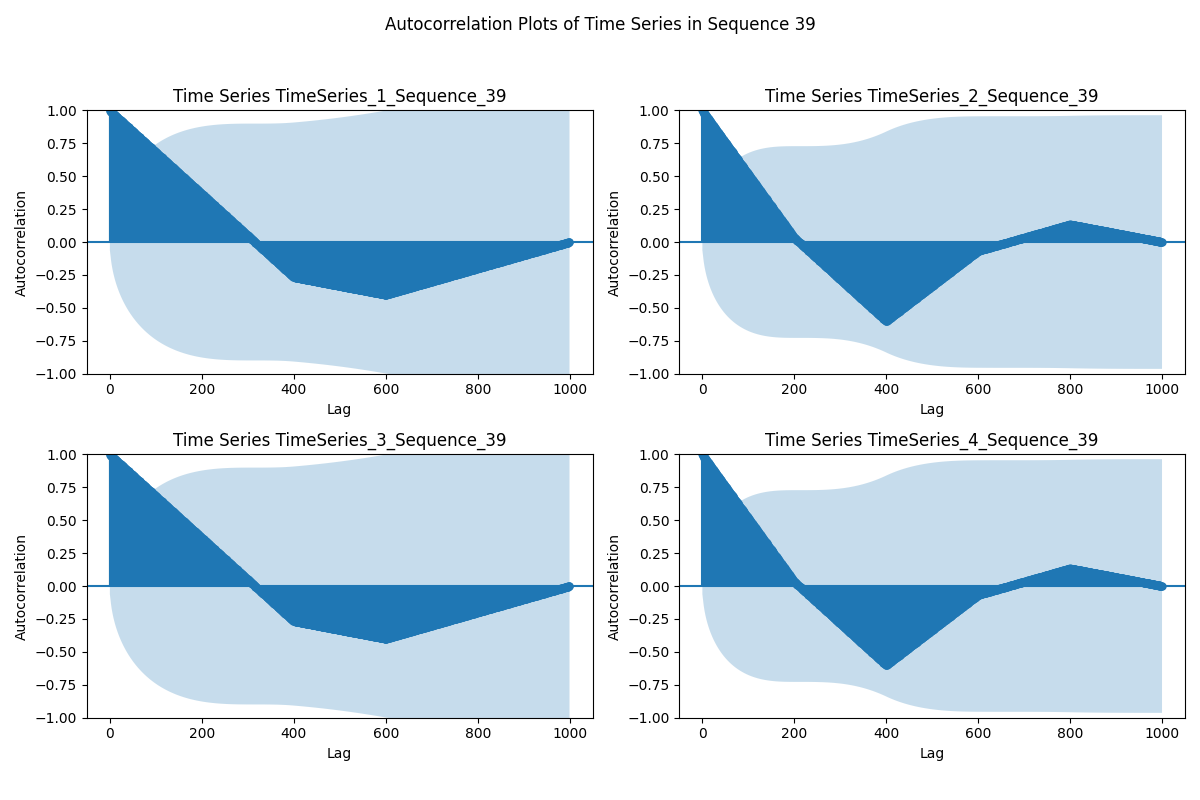 Autocorrelation Plots of Time Series in Sequence 39
Time Series TimeSeries_1_Sequence_39
Autocorrelation
1.00
0.75
0.50
0.25
0.00
−0.25
−0.50
−0.75
−1.00
0 200 400 600 800 1000
Lag
Time Series TimeSeries_2_Sequence_39
Autocorrelation
1.00
0.75
0.50
0.25
0.00
−0.25
−0.50
−0.75
−1.00
0 200 400 600 800 1000
Lag
Time Series TimeSeries_3_Sequence_39
Autocorrelation
1.00
0.75
0.50
0.25
0.00
−0.25
−0.50
−0.75
−1.00
0 200 400 600 800 1000
Lag
Time Series TimeSeries_4_Sequence_39
Autocorrelation
1.00
0.75
0.50
0.25
0.00
−0.25
−0.50
−0.75
−1.00
0 200 400 600 800 1000
Lag